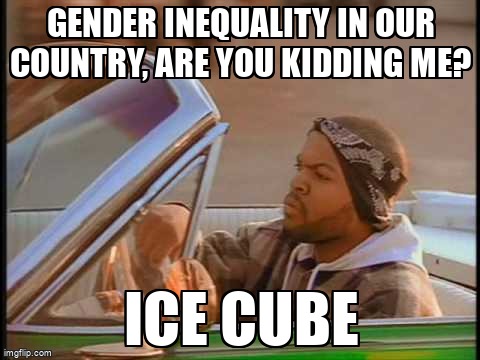 GENDER INEQUALITY IN OUR
COUNTRY, ARE YOU KIDDING ME?
ICE CUBE
imgflip.com